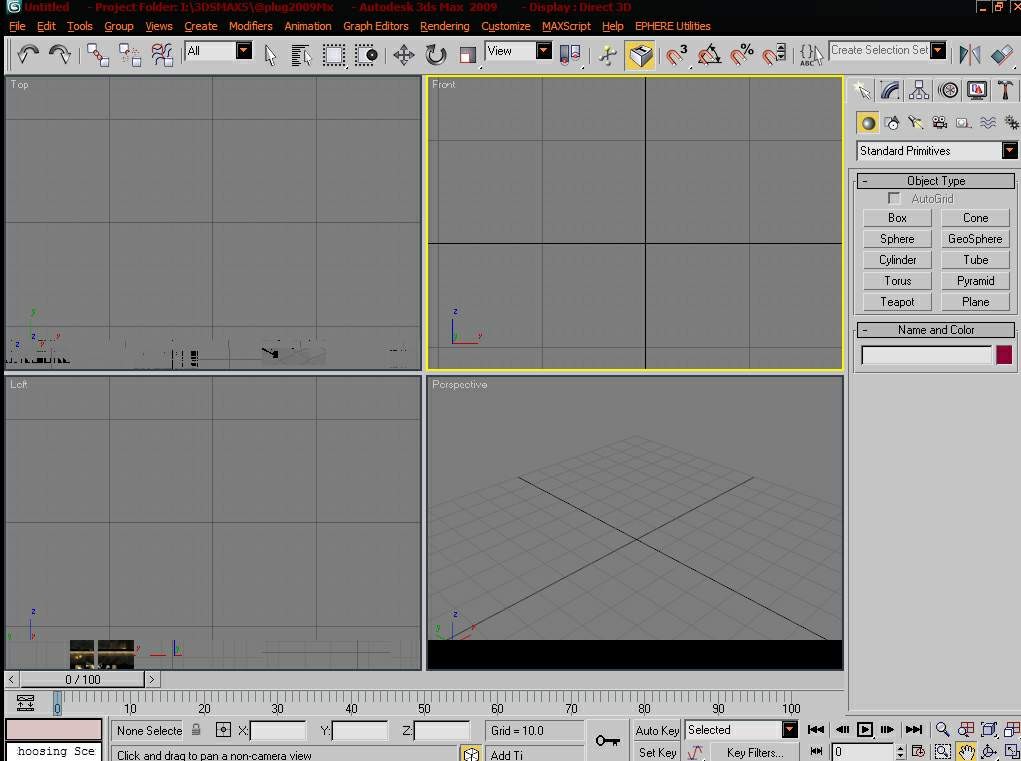 Untitled - Project Folder: I:\3DSMAX5\@plug2009Mx - Autodesk 3ds Max 2009 - Display : Direct 3D
File Edit Tools Group Views Create Modifiers Animation Graph Editors Rendering Customize MAXScript Help EPHERE Utilities
All View 3 % ABC Create Selection Set
Top Front
Standard Primitives
- Object Type
AutoGrid
Box Cone
Sphere GeoSphere
Cylinder Tube
Torus Pyramid
Teapot Plane
- Name and Color
y
z x
z
z x
Left Perspective
z
y
z
y x
< 0 / 100 >
0 10 20 30 40 50 60 70 80 90 100
None Selecte X: Y: Z: Grid = 10.0 Auto Key Selected
hoosing Sce Click and drag to pan a non-camera view Add Ti Set Key Key Filters... 0